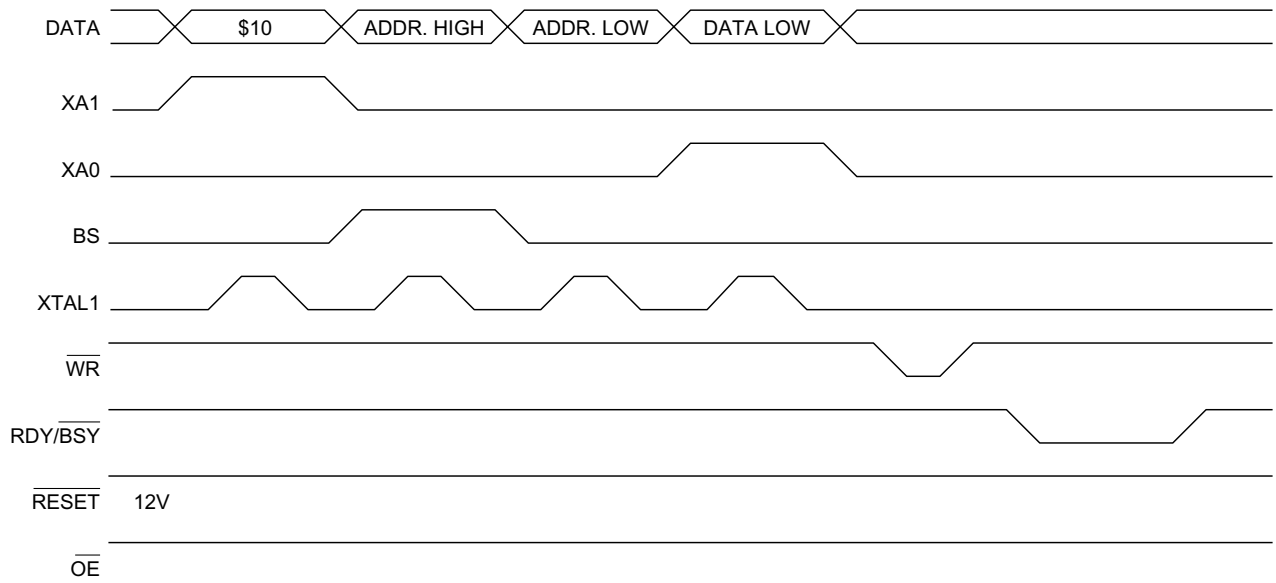 DATA $10 ADDR. HIGH ADDR. LOW DATA LOW
XA1
XA0
BS
XTAL1
WR
RDY/BSY
RESET 12V
OE